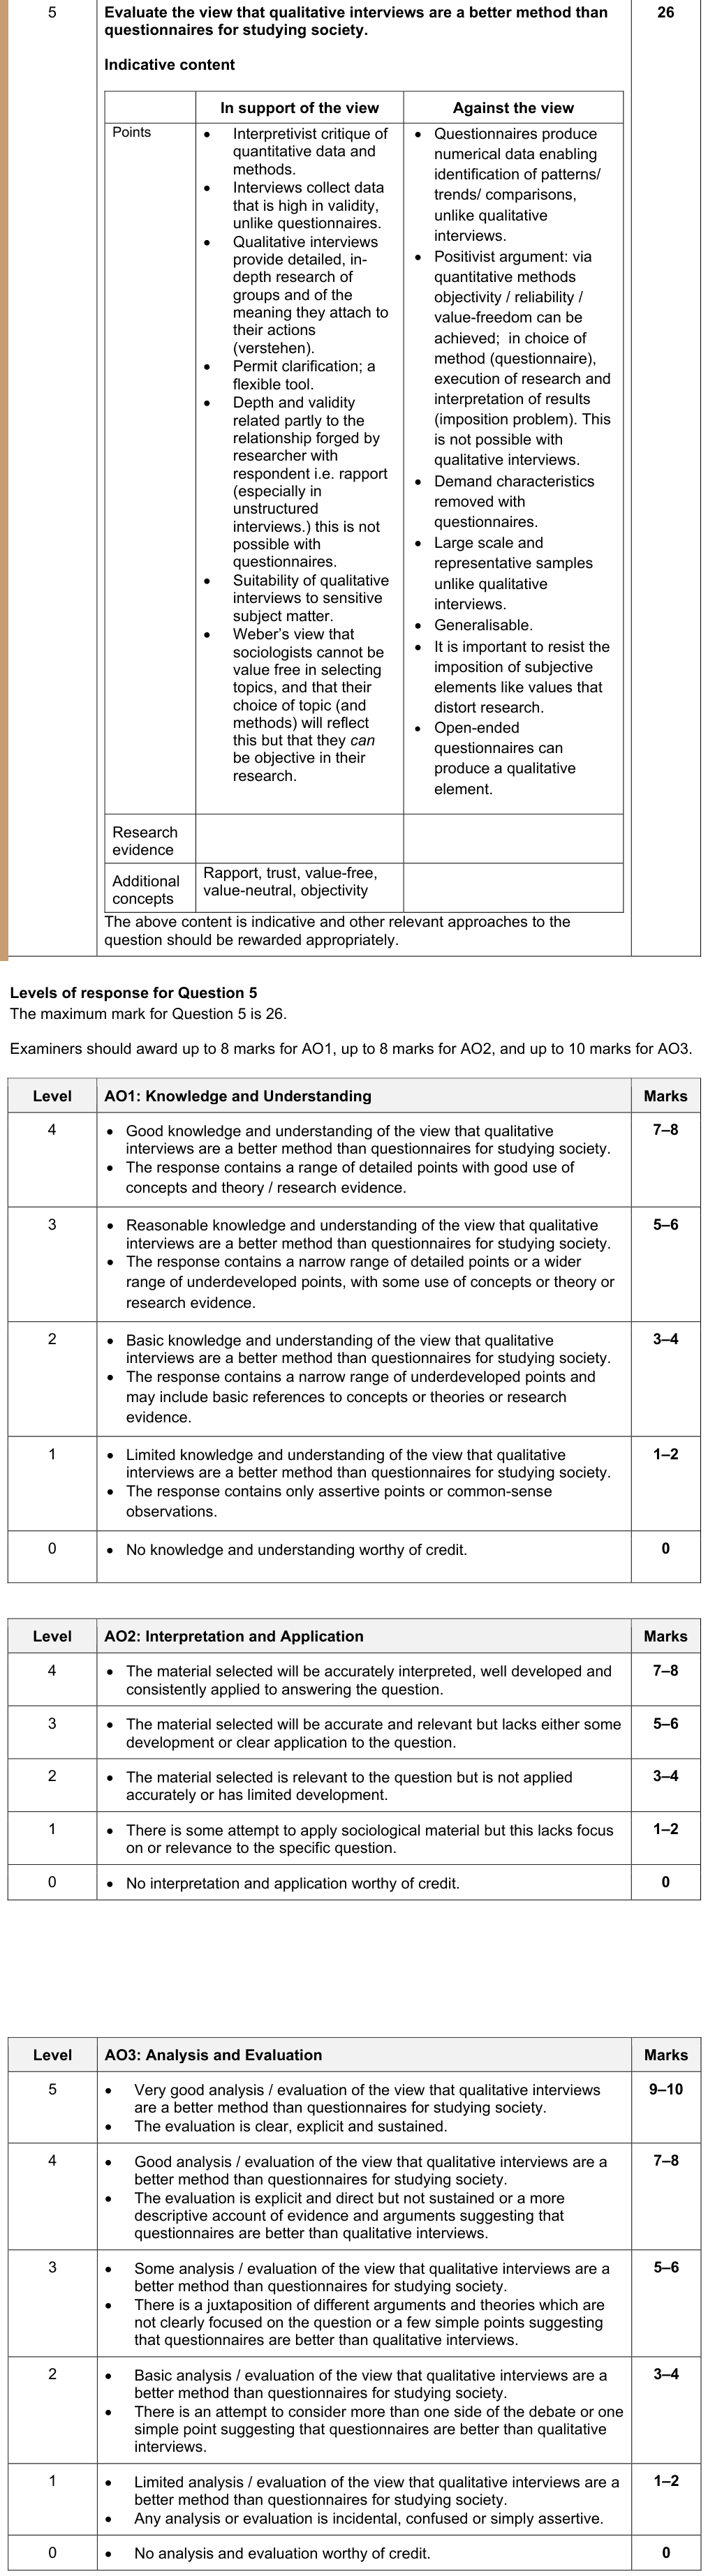 5
Evaluate the view that qualitative interviews are a better method than
questionnaires for studying society.
26
Indicative content
In support of the view
Against the view
Points
• Interpretivist critique of
quantitative data and
methods.
• Interviews collect data
that is high in validity,
unlike questionnaires.
• Qualitative interviews
provide detailed, in-
depth research of
groups and of the
meaning they attach to
their actions
(verstehen).
• Permit clarification; a
flexible tool.
• Depth and validity
related partly to the
relationship forged by
researcher with
respondent i.e. rapport
(especially in
unstructured
interviews.) this is not
possible with
questionnaires.
• Suitability of qualitative
interviews to sensitive
subject matter.
• Weber’s view that
sociologists cannot be
value free in selecting
topics, and that their
choice of topic (and
methods) will reflect
this but that they can
be objective in their
research.
• Questionnaires produce
numerical data enabling
identification of patterns/
trends/ comparisons,
unlike qualitative
interviews.
• Positivist argument: via
quantitative methods
objectivity / reliability /
value-freedom can be
achieved; in choice of
method (questionnaire),
execution of research and
interpretation of results
(imposition problem). This
is not possible with
qualitative interviews.
• Demand characteristics
removed with
questionnaires.
• Large scale and
representative samples
unlike qualitative
interviews.
• Generalisable.
• It is important to resist the
imposition of subjective
elements like values that
distort research.
• Open-ended
questionnaires can
produce a qualitative
element.
Research
evidence
Additional
concepts
Rapport, trust, value-free,
value-neutral, objectivity
The above content is indicative and other relevant approaches to the
question should be rewarded appropriately.
Levels of response for Question 5
The maximum mark for Question 5 is 26.
Examiners should award up to 8 marks for AO1, up to 8 marks for AO2, and up to 10 marks for AO3.
Level AO1: Knowledge and Understanding Marks
4
• Good knowledge and understanding of the view that qualitative
interviews are a better method than questionnaires for studying society.
• The response contains a range of detailed points with good use of
concepts and theory / research evidence.
7–8
3
• Reasonable knowledge and understanding of the view that qualitative
interviews are a better method than questionnaires for studying society.
• The response contains a narrow range of detailed points or a wider
range of underdeveloped points, with some use of concepts or theory or
research evidence.
5–6
2
• Basic knowledge and understanding of the view that qualitative
interviews are a better method than questionnaires for studying society.
• The response contains a narrow range of underdeveloped points and
may include basic references to concepts or theories or research
evidence.
3–4
1
• Limited knowledge and understanding of the view that qualitative
interviews are a better method than questionnaires for studying society.
• The response contains only assertive points or common-sense
observations.
1–2
0
• No knowledge and understanding worthy of credit.
0
Level AO2: Interpretation and Application Marks
4
• The material selected will be accurately interpreted, well developed and
consistently applied to answering the question.
7–8
3
• The material selected will be accurate and relevant but lacks either some
development or clear application to the question.
5–6
2
• The material selected is relevant to the question but is not applied
accurately or has limited development.
3–4
1
• There is some attempt to apply sociological material but this lacks focus
on or relevance to the specific question.
1–2
0
• No interpretation and application worthy of credit.
0
Level AO3: Analysis and Evaluation Marks
5
• Very good analysis / evaluation of the view that qualitative interviews
are a better method than questionnaires for studying society.
• The evaluation is clear, explicit and sustained.
9–10
4
• Good analysis / evaluation of the view that qualitative interviews are a
better method than questionnaires for studying society.
• The evaluation is explicit and direct but not sustained or a more
descriptive account of evidence and arguments suggesting that
questionnaires are better than qualitative interviews.
7–8
3
• Some analysis / evaluation of the view that qualitative interviews are a
better method than questionnaires for studying society.
• There is a juxtaposition of different arguments and theories which are
not clearly focused on the question or a few simple points suggesting
that questionnaires are better than qualitative interviews.
5–6
2
• Basic analysis / evaluation of the view that qualitative interviews are a
better method than questionnaires for studying society.
• There is an attempt to consider more than one side of the debate or one
simple point suggesting that questionnaires are better than qualitative
interviews.
3–4
1
• Limited analysis / evaluation of the view that qualitative interviews are a
better method than questionnaires for studying society.
• Any analysis or evaluation is incidental, confused or simply assertive.
1–2
0
• No analysis and evaluation worthy of credit.
0